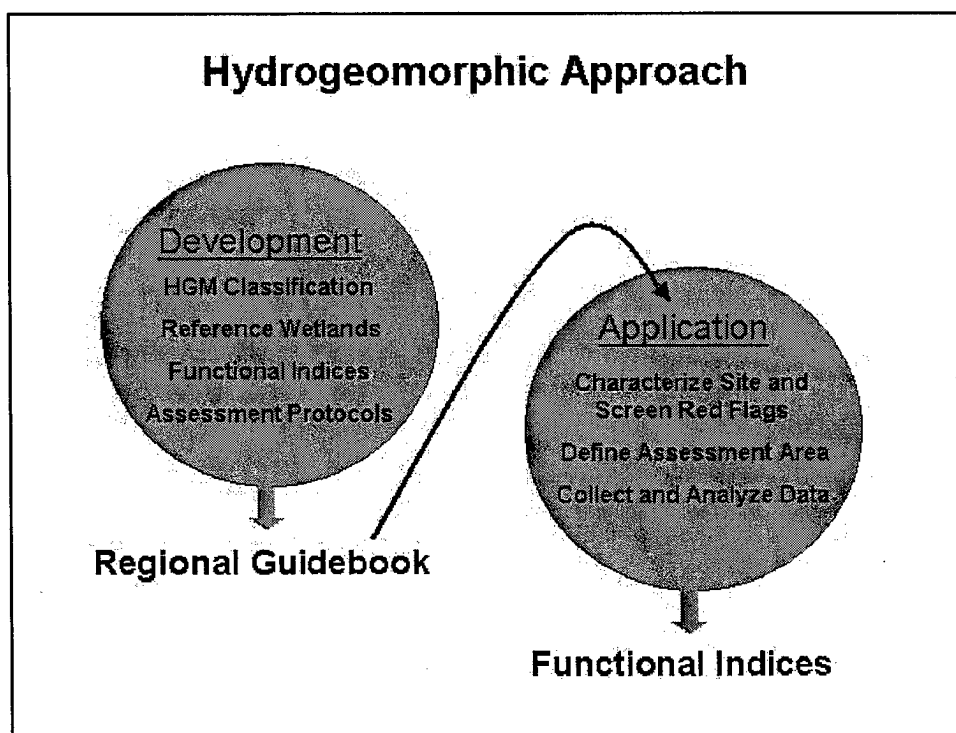 Hydrogeomorphic Approach
Development
HGM Classification
Reference Wetlands
Functional Indices
Assessment Protocols
Regional Guidebook
Application
Characterize Site and
Screen Red Flags
Define Assessment Area
Collect and Analyze Data
Functional Indices